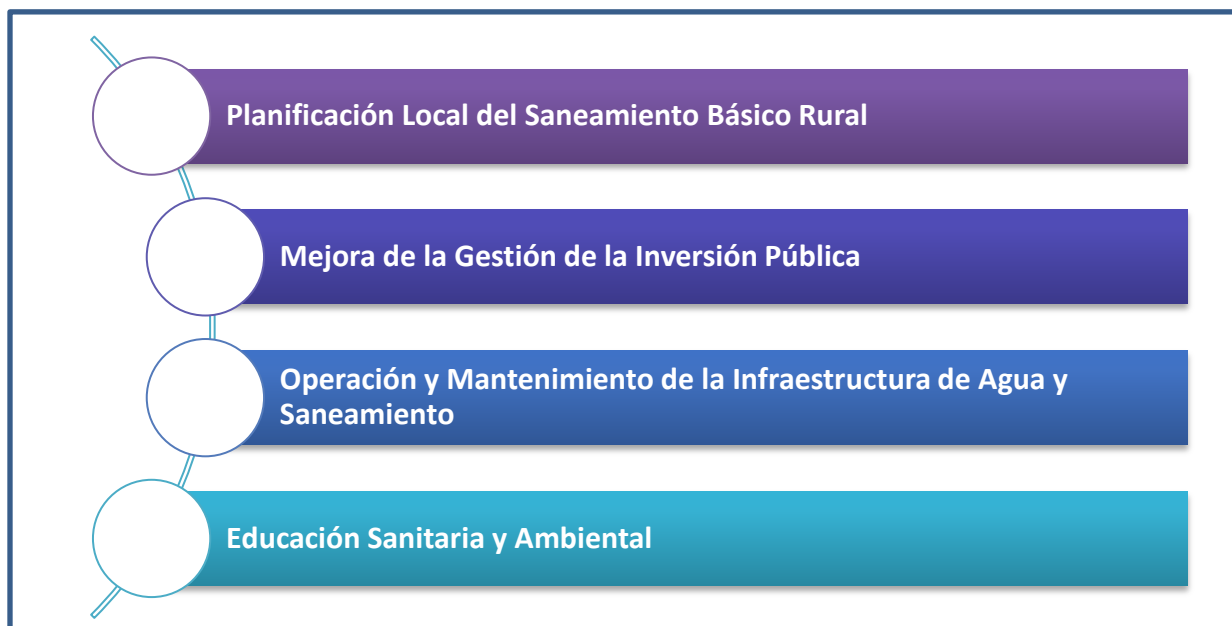 Planificación Local del Saneamiento Básico Rural
Mejora de la Gestión de la Inversión Pública
Operación y Mantenimiento de la Infraestructura de Agua y
Saneamiento
Educación Sanitaria y Ambiental